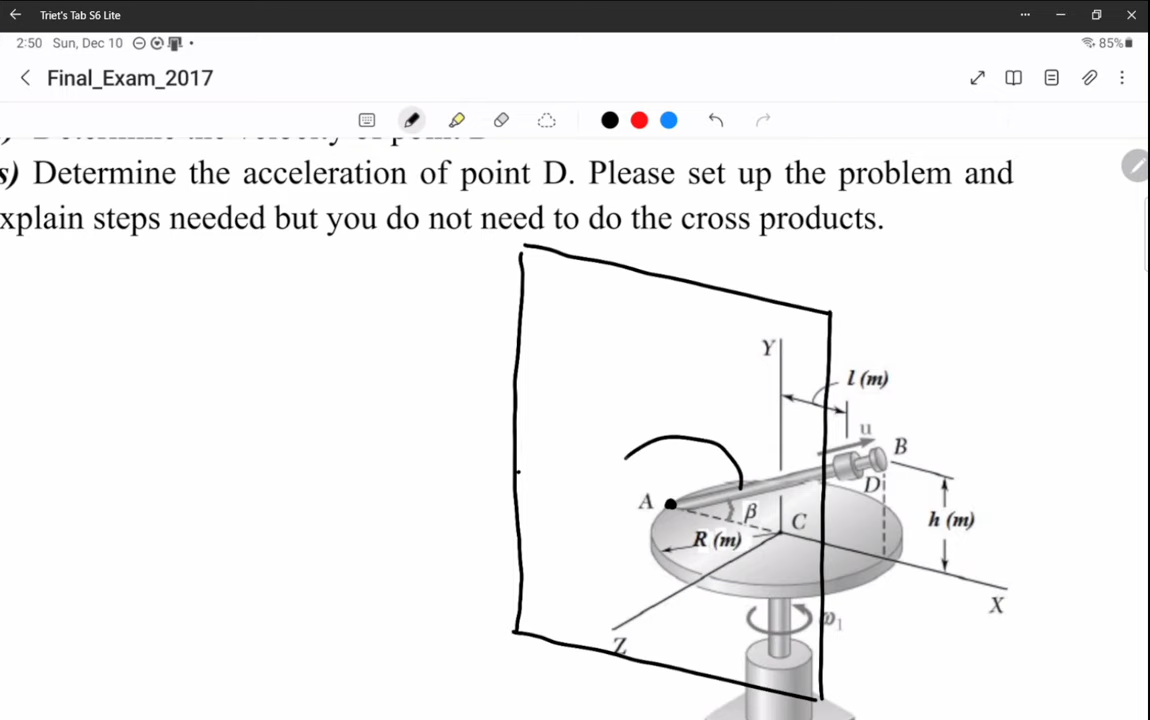 Triet's Tab S6 Lite
2:50 Sun, Dec 10
85%
Final_Exam_2017
s) Determine the acceleration of point D. Please set up the problem and
xplain steps needed but you do not need to do the cross products.
Y
l (m)
u
B
A
D
β
C
h (m)
R (m)
X
ω1
Z